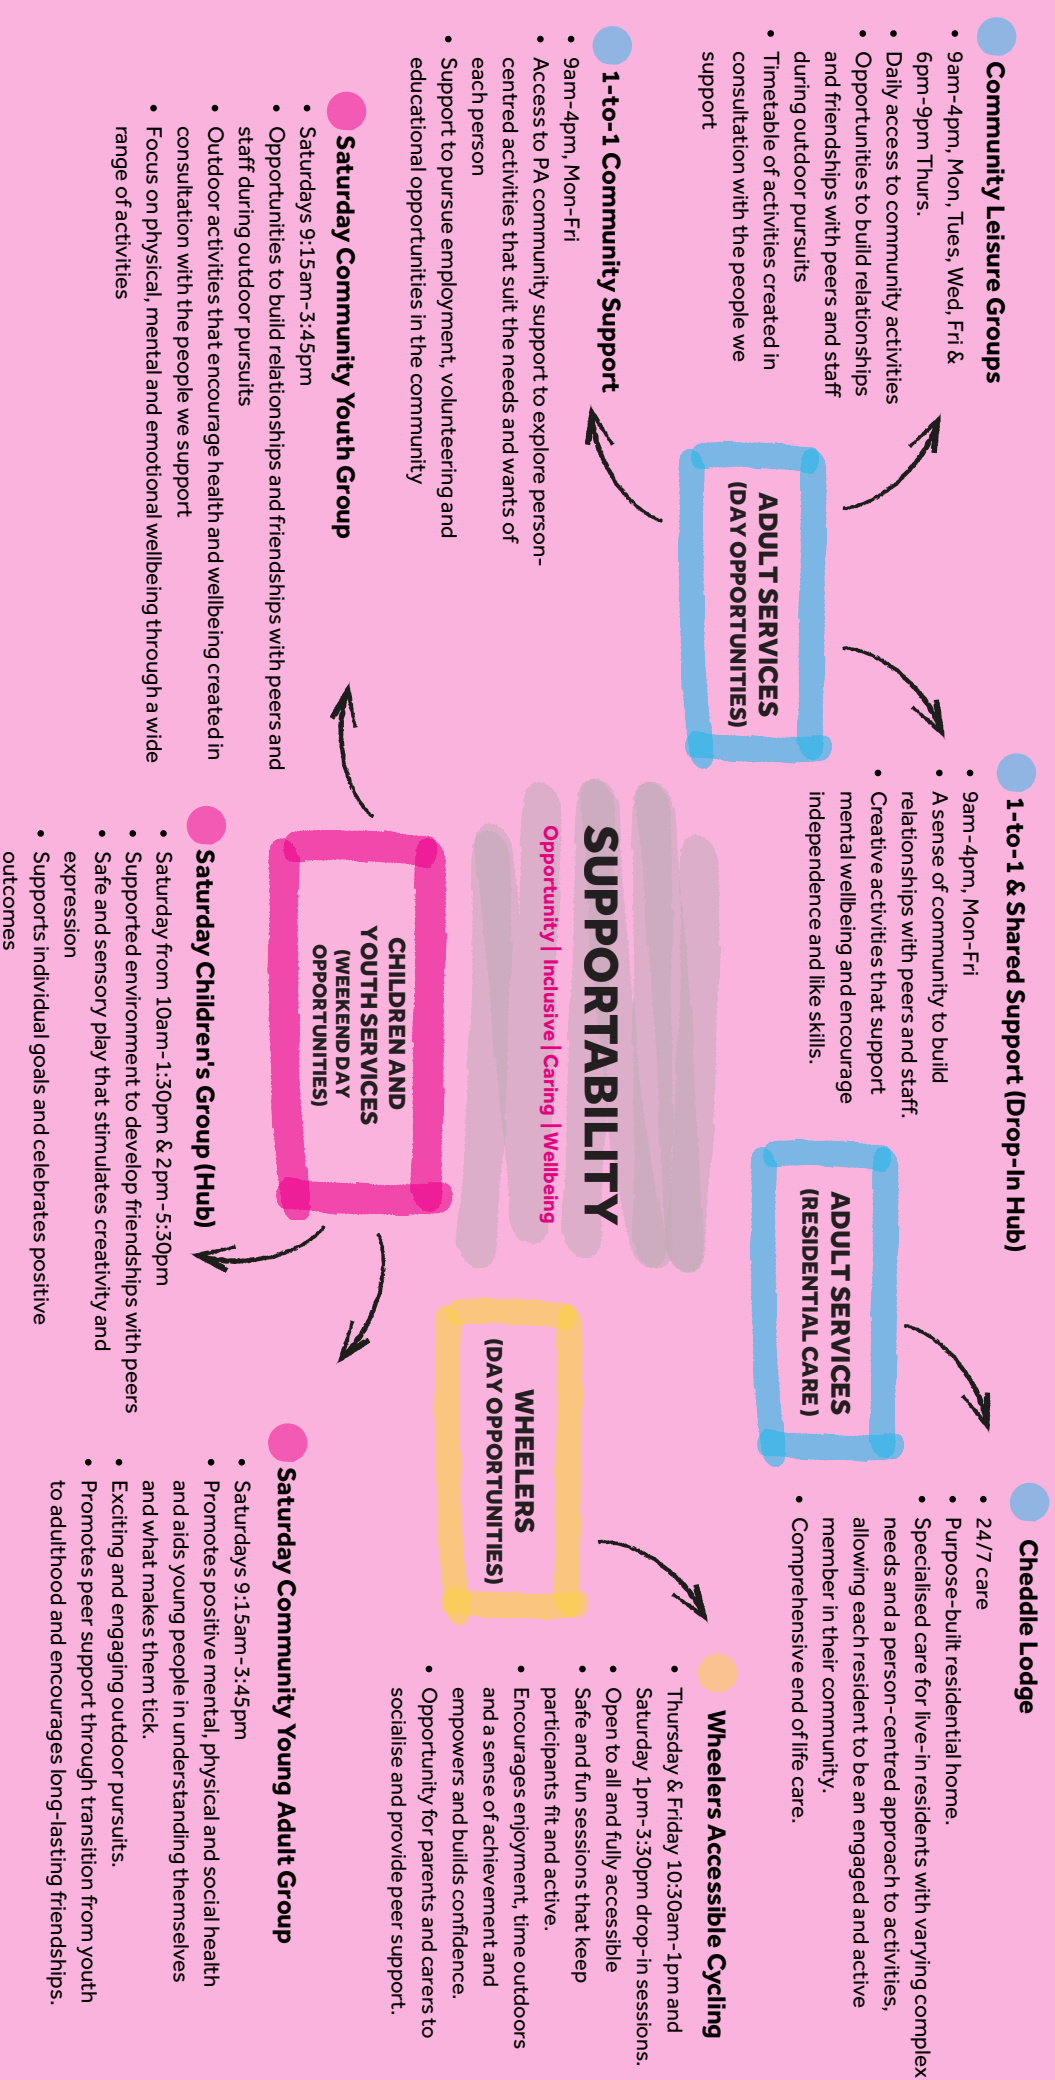 Community Leisure Groups
• 9am-4pm, Mon, Tues, Wed, Fri &
6pm-9pm Thurs.
• Daily access to community activities
• Opportunities to build relationships
and friendships with peers and staff
during outdoor pursuits
• Timetable of activities created in
consultation with the people we
support
1-to-1 & Shared Support (Drop-In Hub)
• 9am-4pm, Mon-Fri
• A sense of community to build
relationships with peers and staff.
• Creative activities that support
mental wellbeing and encourage
independence and like skills.
Cheddle Lodge
• 24/7 care
• Purpose-built residential home.
• Specialised care for live-in residents with varying complex
needs and a person-centred approach to activities,
allowing each resident to be an engaged and active
member in their community.
• Comprehensive end of life care.
ADULT SERVICES
(DAY OPPORTUNITIES)
ADULT SERVICES
(RESIDENTIAL CARE )
1-to-1 Community Support
• 9am-4pm, Mon-Fri
• Access to PA community support to explore person-
centred activities that suit the needs and wants of
each person
• Support to pursue employment, volunteering and
educational opportunities in the community
SUPPORTABILITY
Opportunity | Inclusive | Caring | Wellbeing
WHEELERS
(DAY OPPORTUNITIES)
Wheelers Accessible Cycling
• Thursday & Friday 10:30am-1pm and
Saturday 1pm-3:30pm drop-in sessions.
• Open to all and fully accessible
• Safe and fun sessions that keep
participants fit and active.
• Encourages enjoyment, time outdoors
and a sense of achievement and
empowers and builds confidence.
• Opportunity for parents and carers to
socialise and provide peer support.
CHILDREN AND
YOUTH SERVICES
(WEEKEND DAY
OPPORTUNITIES)
Saturday Community Youth Group
• Saturdays 9:15am-3:45pm
• Opportunities to build relationships and friendships with peers and
staff during outdoor pursuits
• Outdoor activities that encourage health and wellbeing created in
consultation with the people we support
• Focus on physical, mental and emotional wellbeing through a wide
range of activities
Saturday Children's Group (Hub)
• Saturday from 10am-1:30pm & 2pm-5:30pm
• Supported environment to develop friendships with peers
• Safe and sensory play that stimulates creativity and
expression
• Supports individual goals and celebrates positive
outcomes
Saturday Community Young Adult Group
• Saturdays 9:15am-3:45pm
• Promotes positive mental, physical and social health
and aids young people in understanding themselves
and what makes them tick.
• Exciting and engaging outdoor pursuits.
• Promotes peer support through transition from youth
to adulthood and encourages long-lasting friendships.